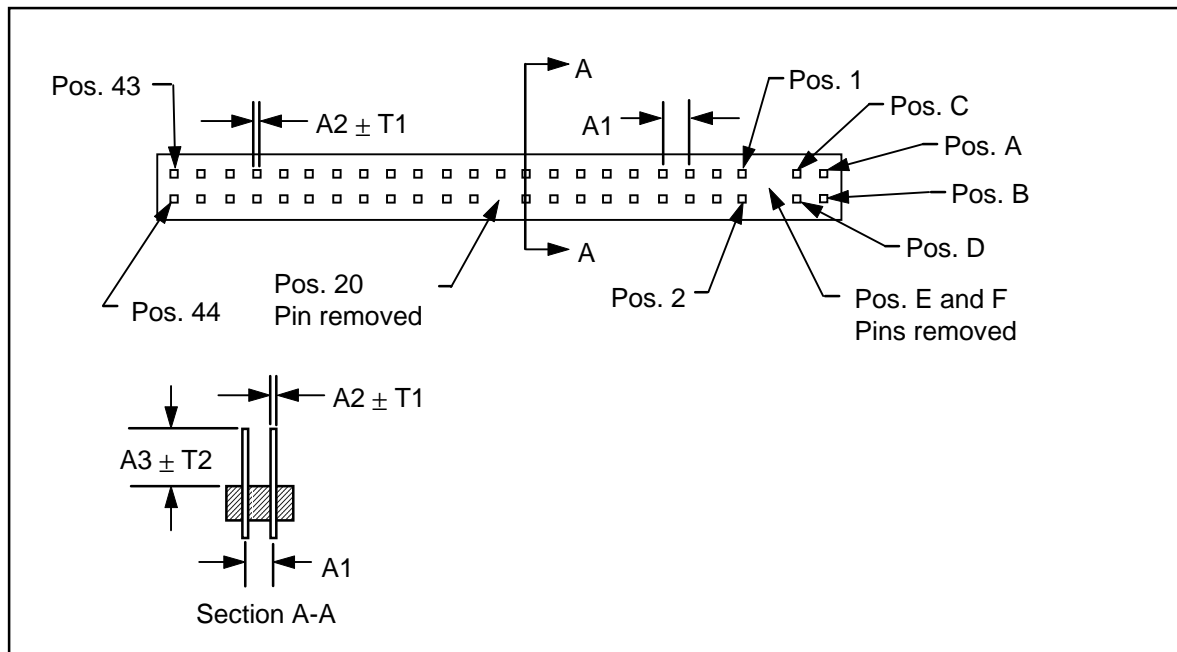 A
Pos. 1
Pos. 43
Pos. C
A2 ± T1
A1
Pos. A
Pos. B
Pos. D
A
Pos. 20
Pin removed
Pos. 2
Pos. E and F
Pins removed
Pos. 44
A2 ± T1
A3 ± T2
A1
Section A-A